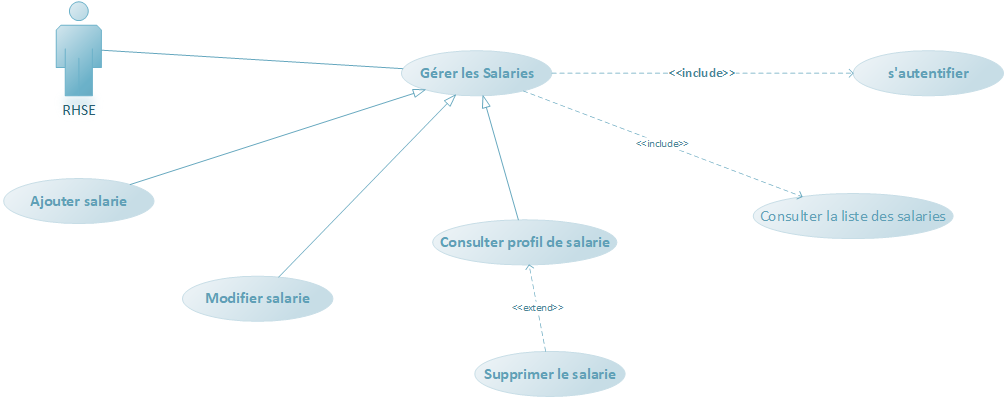 Gérer les Salaries
<<include>>
s'autentifier
RHSE
<<include>>
Ajouter salarie
Consulter la liste des salaries
Consulter profil de salarie
Modifier salarie
<<extend>>
Supprimer le salarie